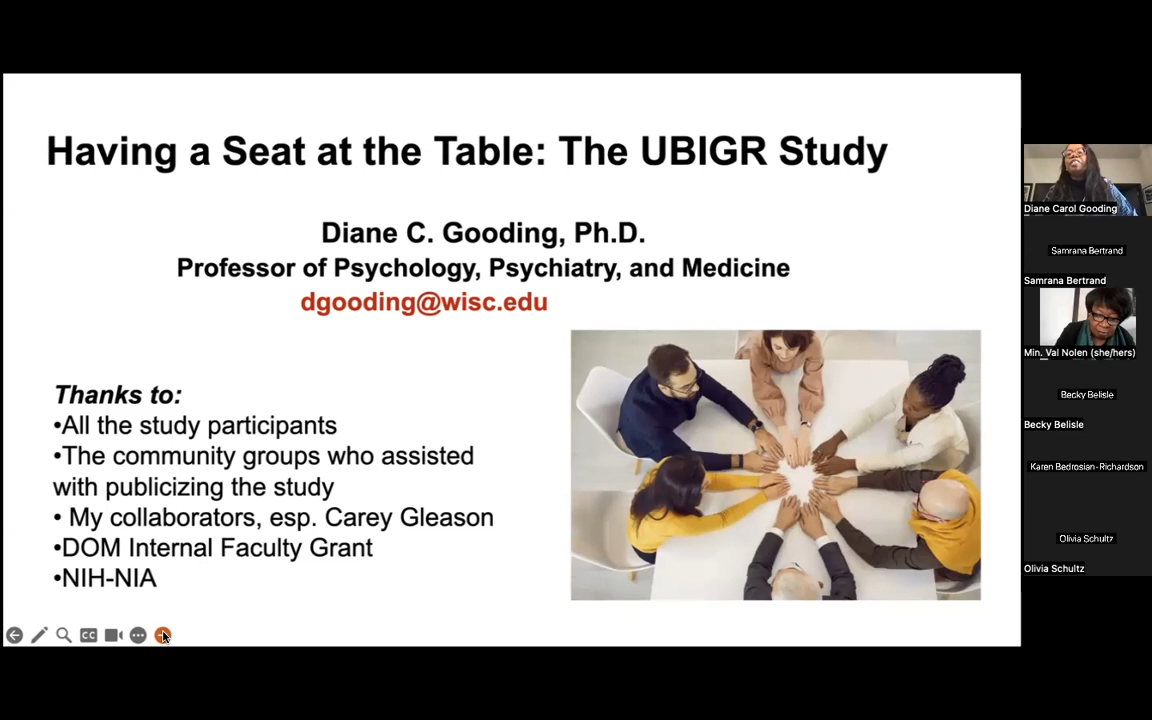 Having a Seat at the Table: The UBIGR Study
Diane C. Gooding, Ph.D.
Professor of Psychology, Psychiatry, and Medicine
dgooding@wisc.edu
Thanks to:
•All the study participants
•The community groups who assisted
with publicizing the study
• My collaborators, esp. Carey Gleason
•DOM Internal Faculty Grant
•NIH-NIA
CC
Diane Carol Gooding
Samrana Bertrand
Samrana Bertrand
Min. Val Nolen (she/hers)
Becky Belisle
Becky Belisle
Karen Bedrosian-Richardson
Olivia Schultz
Olivia Schultz